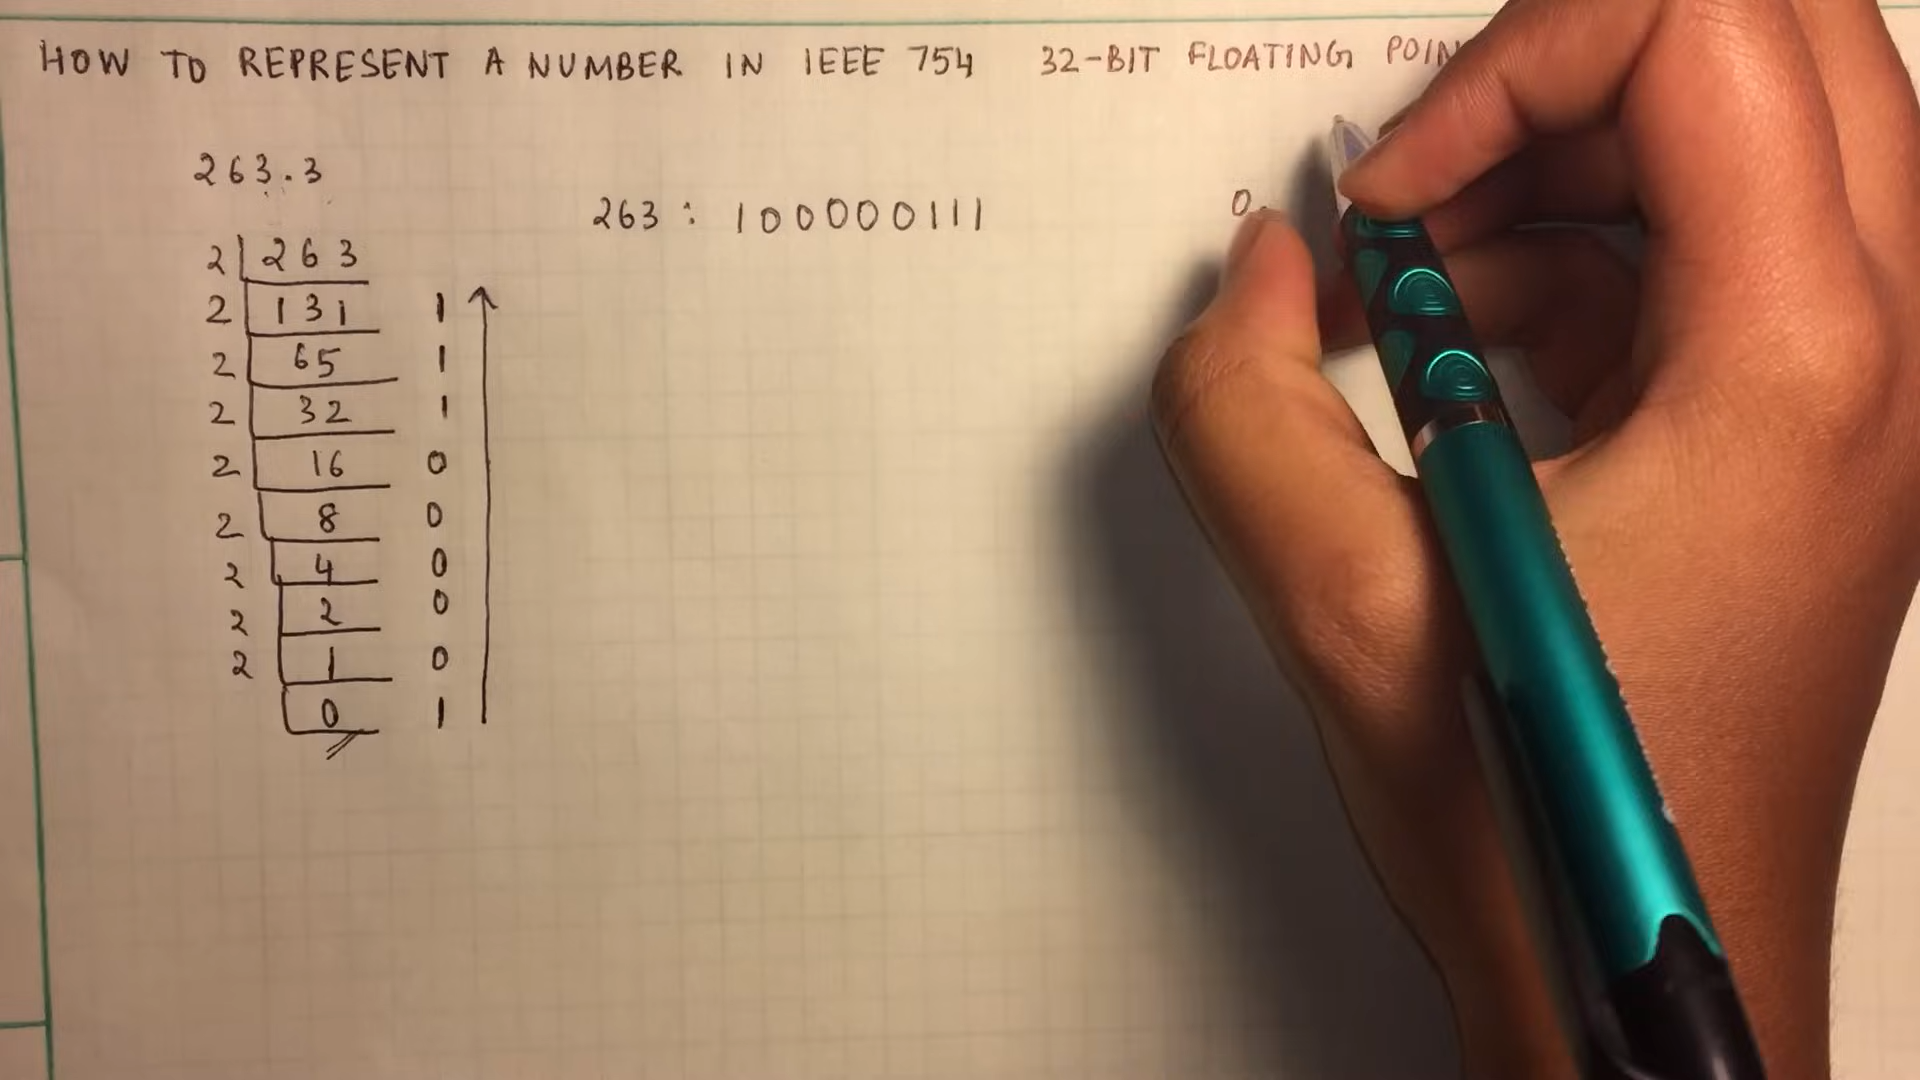 HOW TO REPRESENT A NUMBER IN IEEE 754 32-BIT FLOATING
263.3
263 : 100000111
0.
2 263
2 131 1
2 65 1
2 32 1
2 16 0
2 8 0
2 4 0
2 2 0
2 1 0
0 1